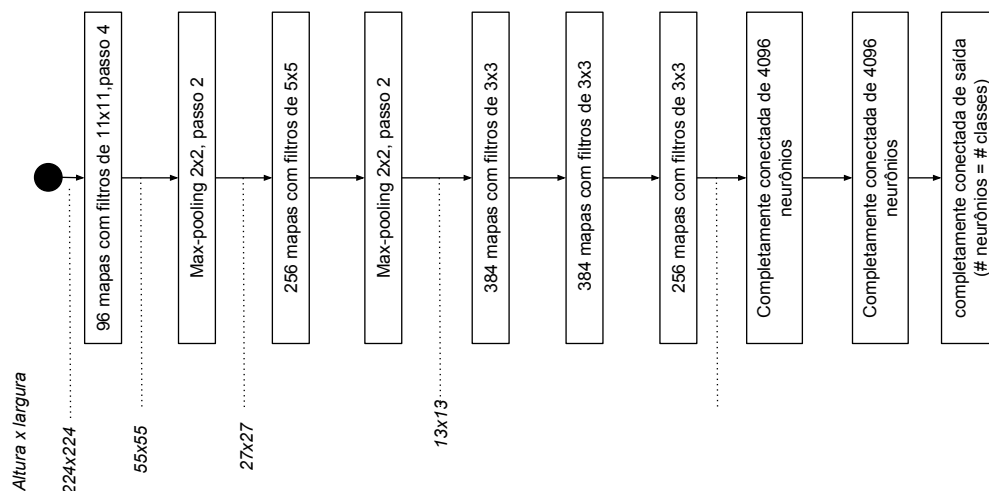 Altura x largura
224x224
96 mapas com filtros de 11x11,passo 4
55x55
Max-pooling 2x2, passo 2
27x27
256 mapas com filtros de 5x5
Max-pooling 2x2, passo 2
13x13
384 mapas com filtros de 3x3
384 mapas com filtros de 3x3
256 mapas com filtros de 3x3
Completamente conectada de 4096
neurônios
Completamente conectada de 4096
neurônios
completamente conectada de saída
(# neurônios = # classes)